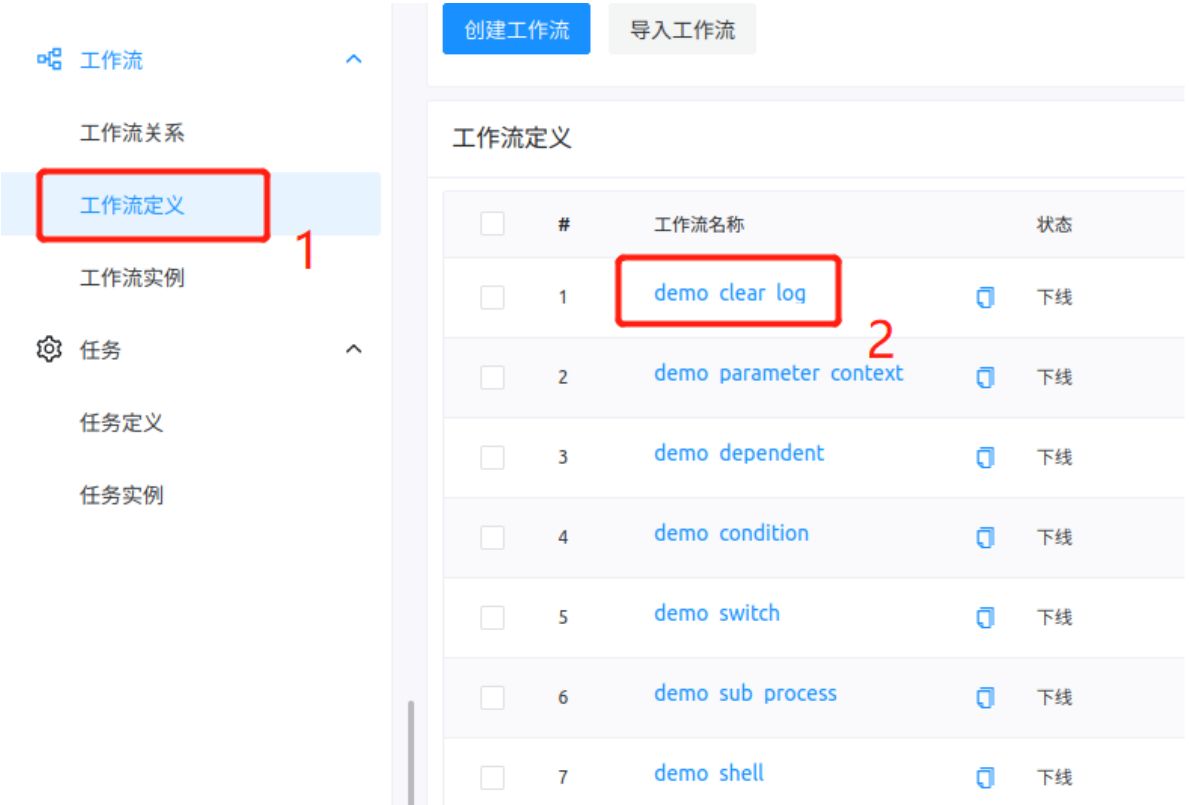 工作流
工作流关系
工作流定义
1
工作流实例
任务
任务定义
任务实例
创建工作流 导入工作流
工作流定义
# 工作流名称 状态
1 demo clear log 下线
2
2 demo parameter context 下线
3 demo dependent 下线
4 demo condition 下线
5 demo switch 下线
6 demo sub process 下线
7 demo shell 下线